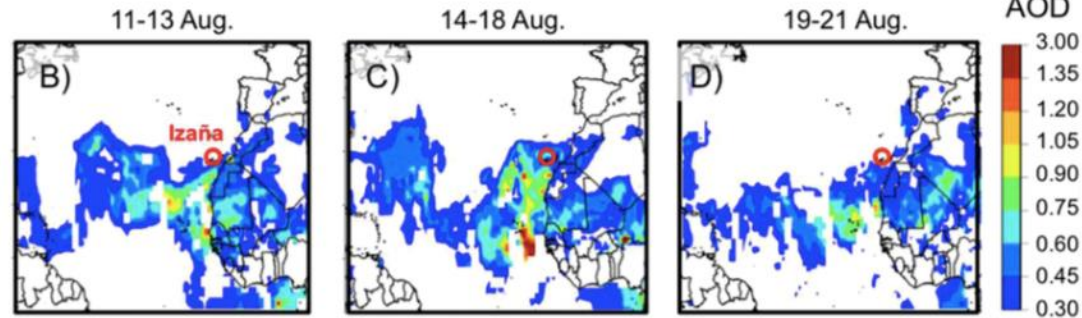 11-13 Aug.
14-18 Aug.
19-21 Aug.
AOD
B)
C)
D)
Izaña
3.00
1.35
1.20
1.05
0.90
0.75
0.60
0.45
0.30